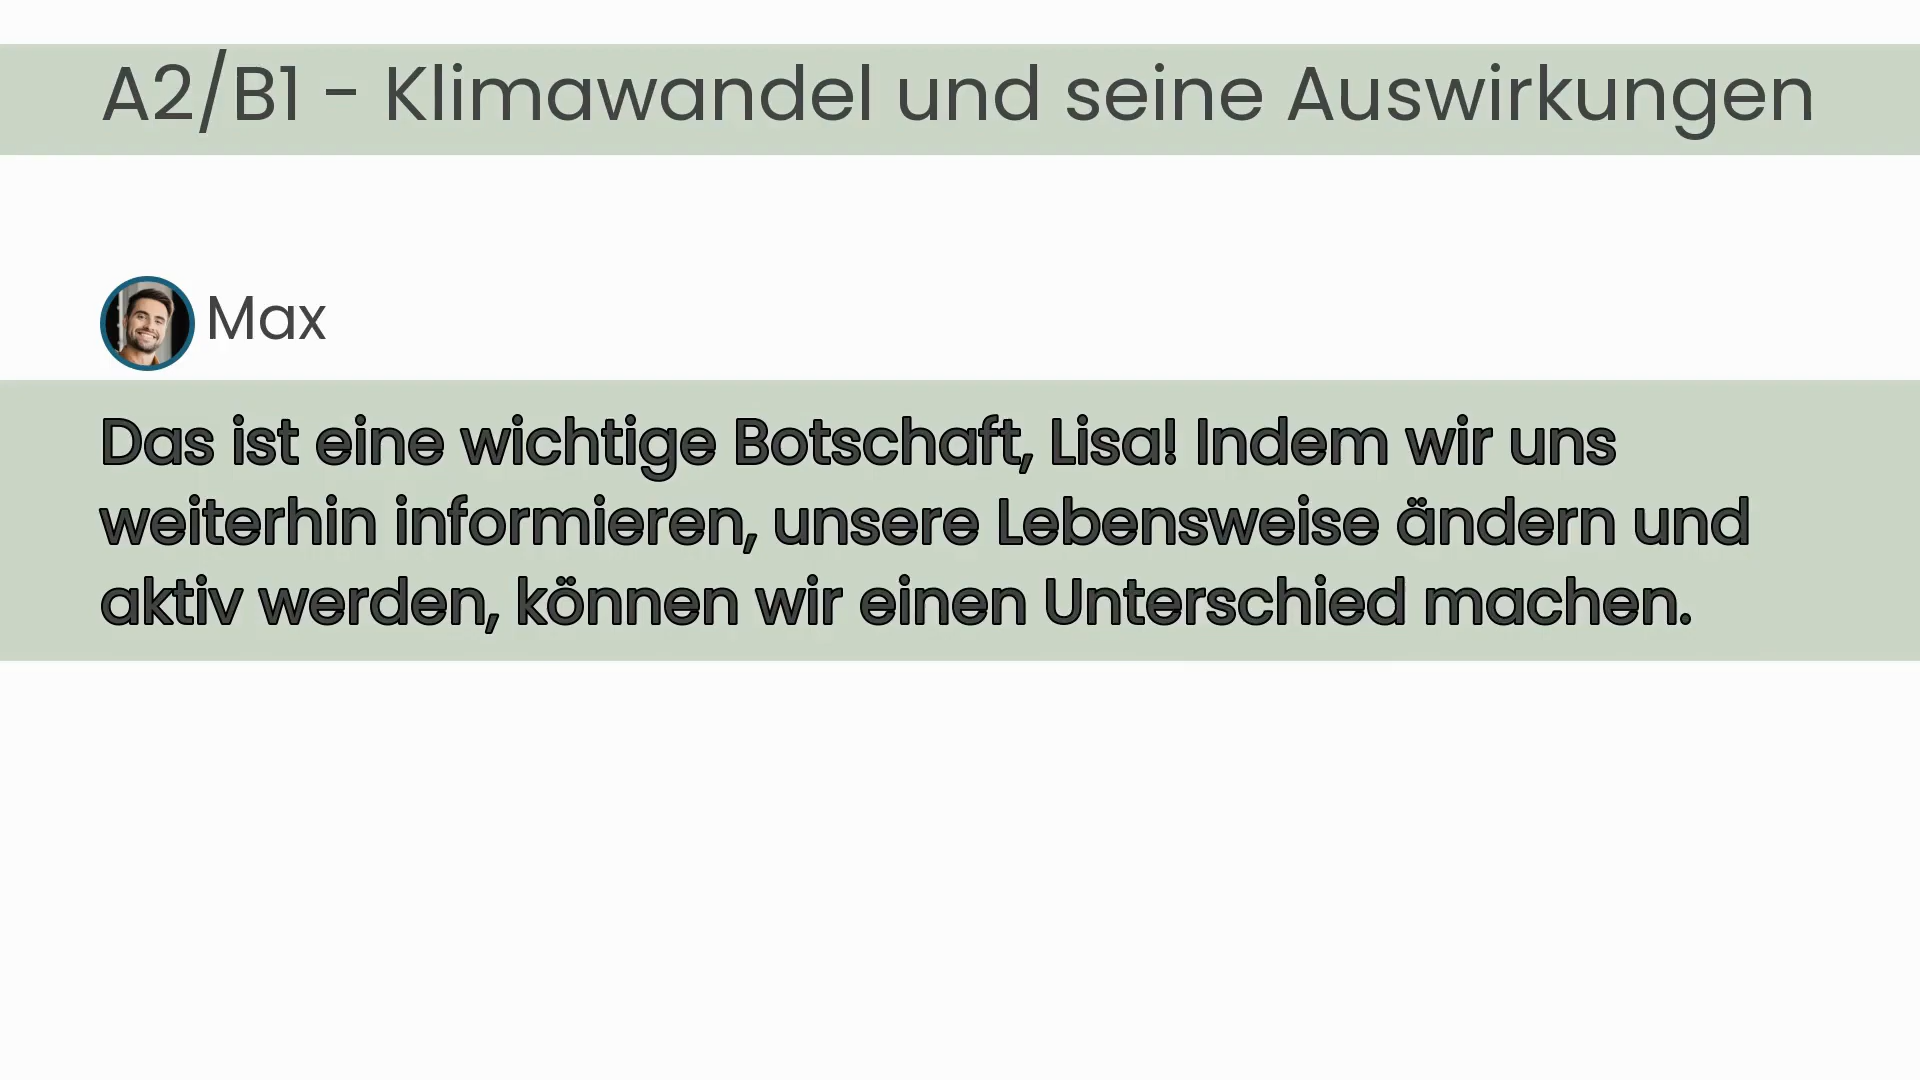 A2/B1 - Klimawandel und seine Auswirkungen
Max
Das ist eine wichtige Botschaft, Lisa! Indem wir uns
weiterhin informieren, unsere Lebensweise ändern und
aktiv werden, können wir einen Unterschied machen.